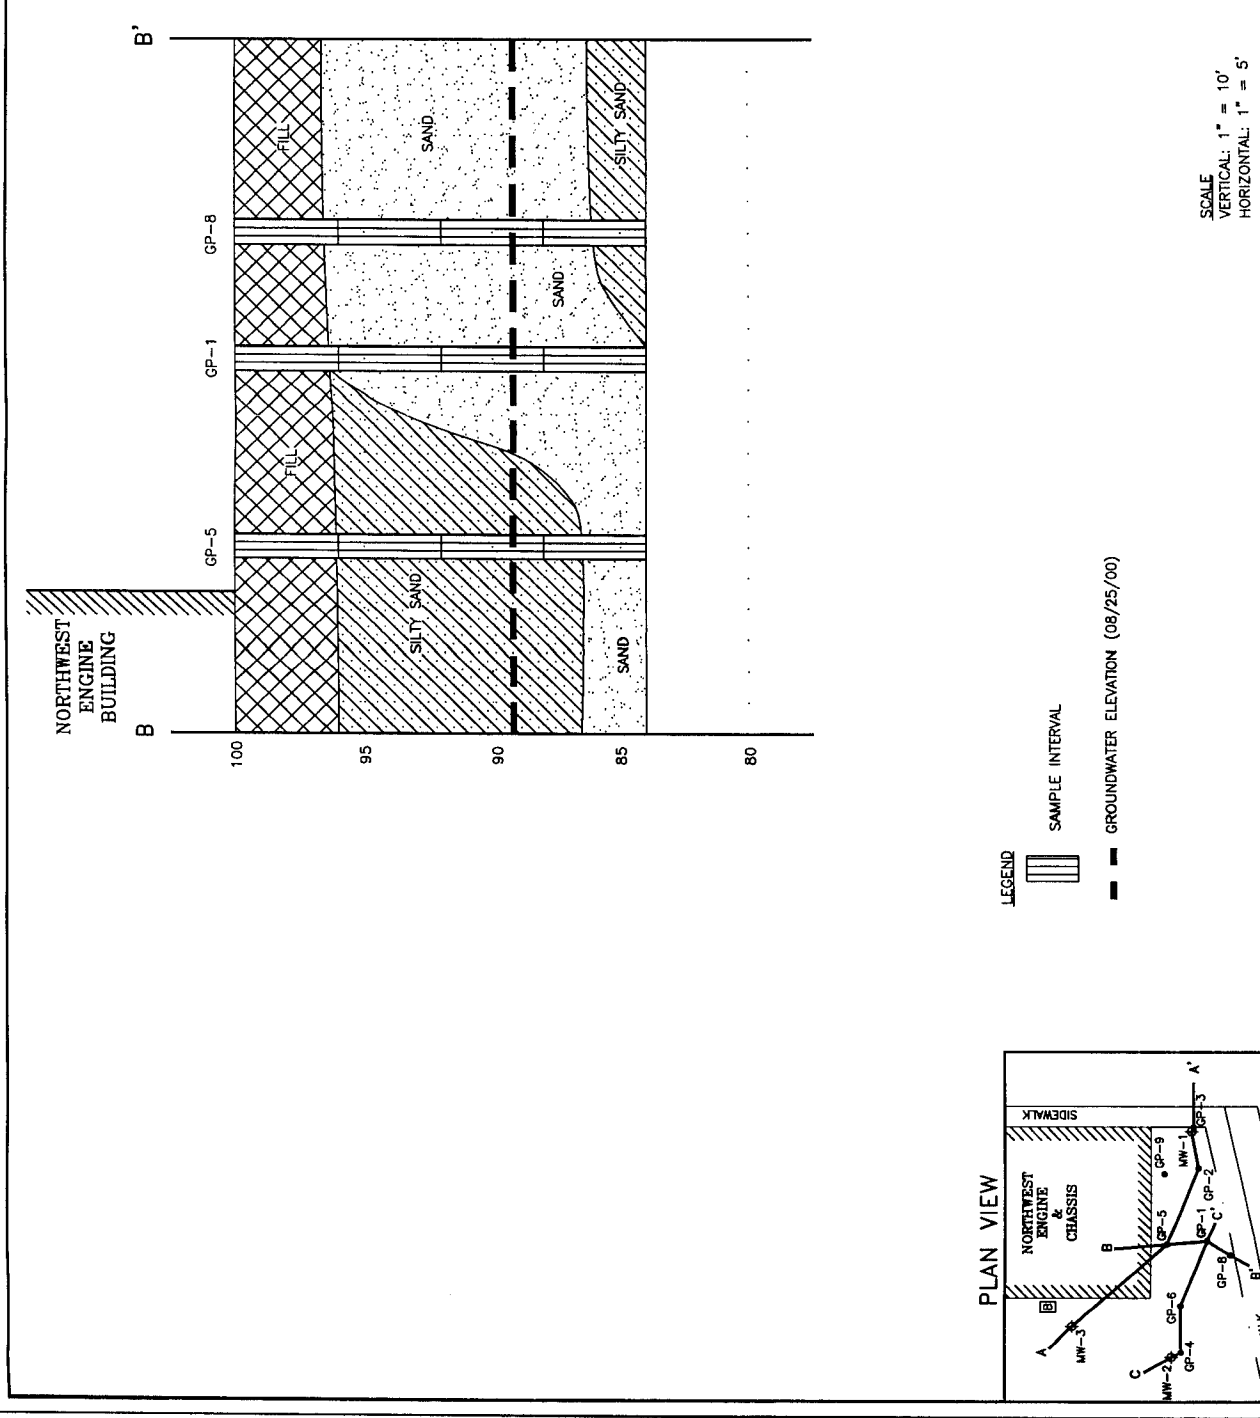 NORTHWEST
ENGINE
BUILDING
B
B'
GP-5
GP-1
GP-8
100
95
90
85
80
FILL
FILL
SILTY SAND
SAND
SAND
SAND
SILTY SAND
LEGEND
SAMPLE INTERVAL
GROUNDWATER ELEVATION (08/25/00)
SCALE
VERTICAL: 1" = 10'
HORIZONTAL: 1" = 5'
PLAN VIEW
NORTHWEST
ENGINE
&
CHASSIS
SIDEWALK
B
A
MW-3
C
MW-2
GP-4
GP-6
B
GP-5
GP-9
MW-1
GP-3
A'
GP-2
GP-1
C'
GP-8
B'